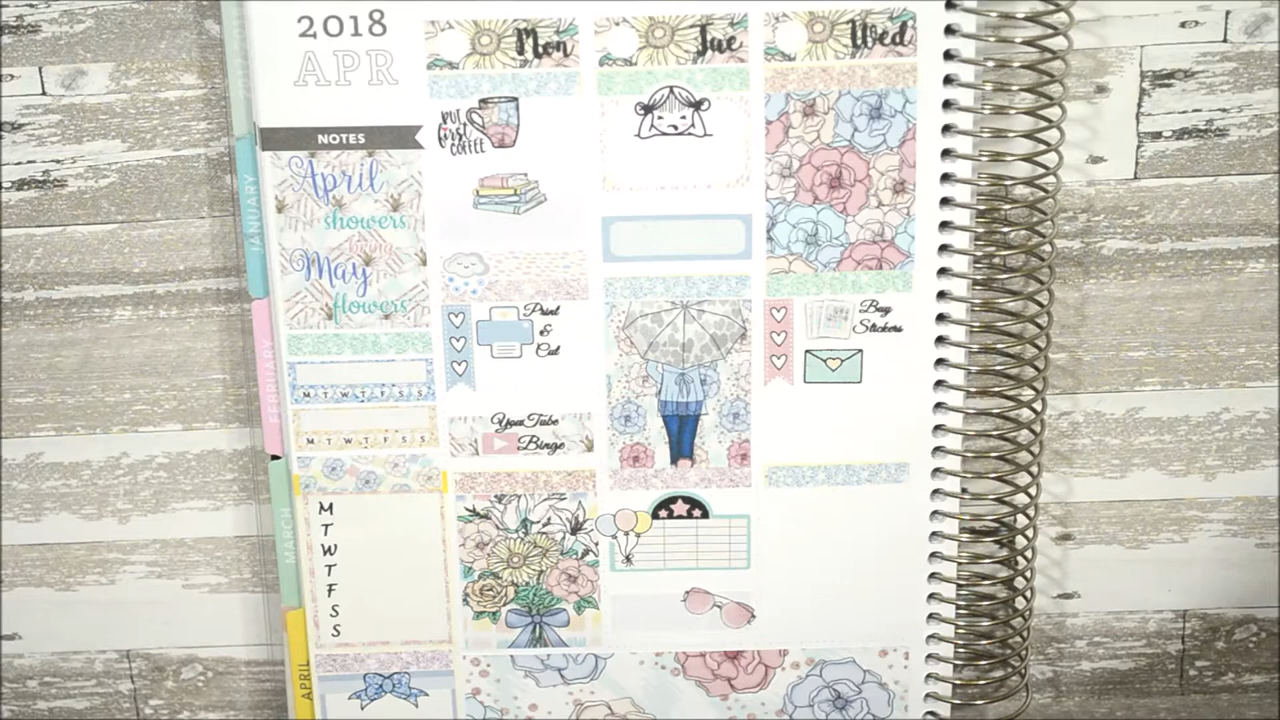 2018
APR
NOTES
April
showers
bring
May
flowers
M T W T F S S
M T W T F S S
M
T
W
T
F
S
S
Mon
PUT
first
COFFEE
Print
&
Cut
YouTube
Binge
Tue
Wed
Buy
Stickers
JANUARY
FEBRUARY
MARCH
APRIL